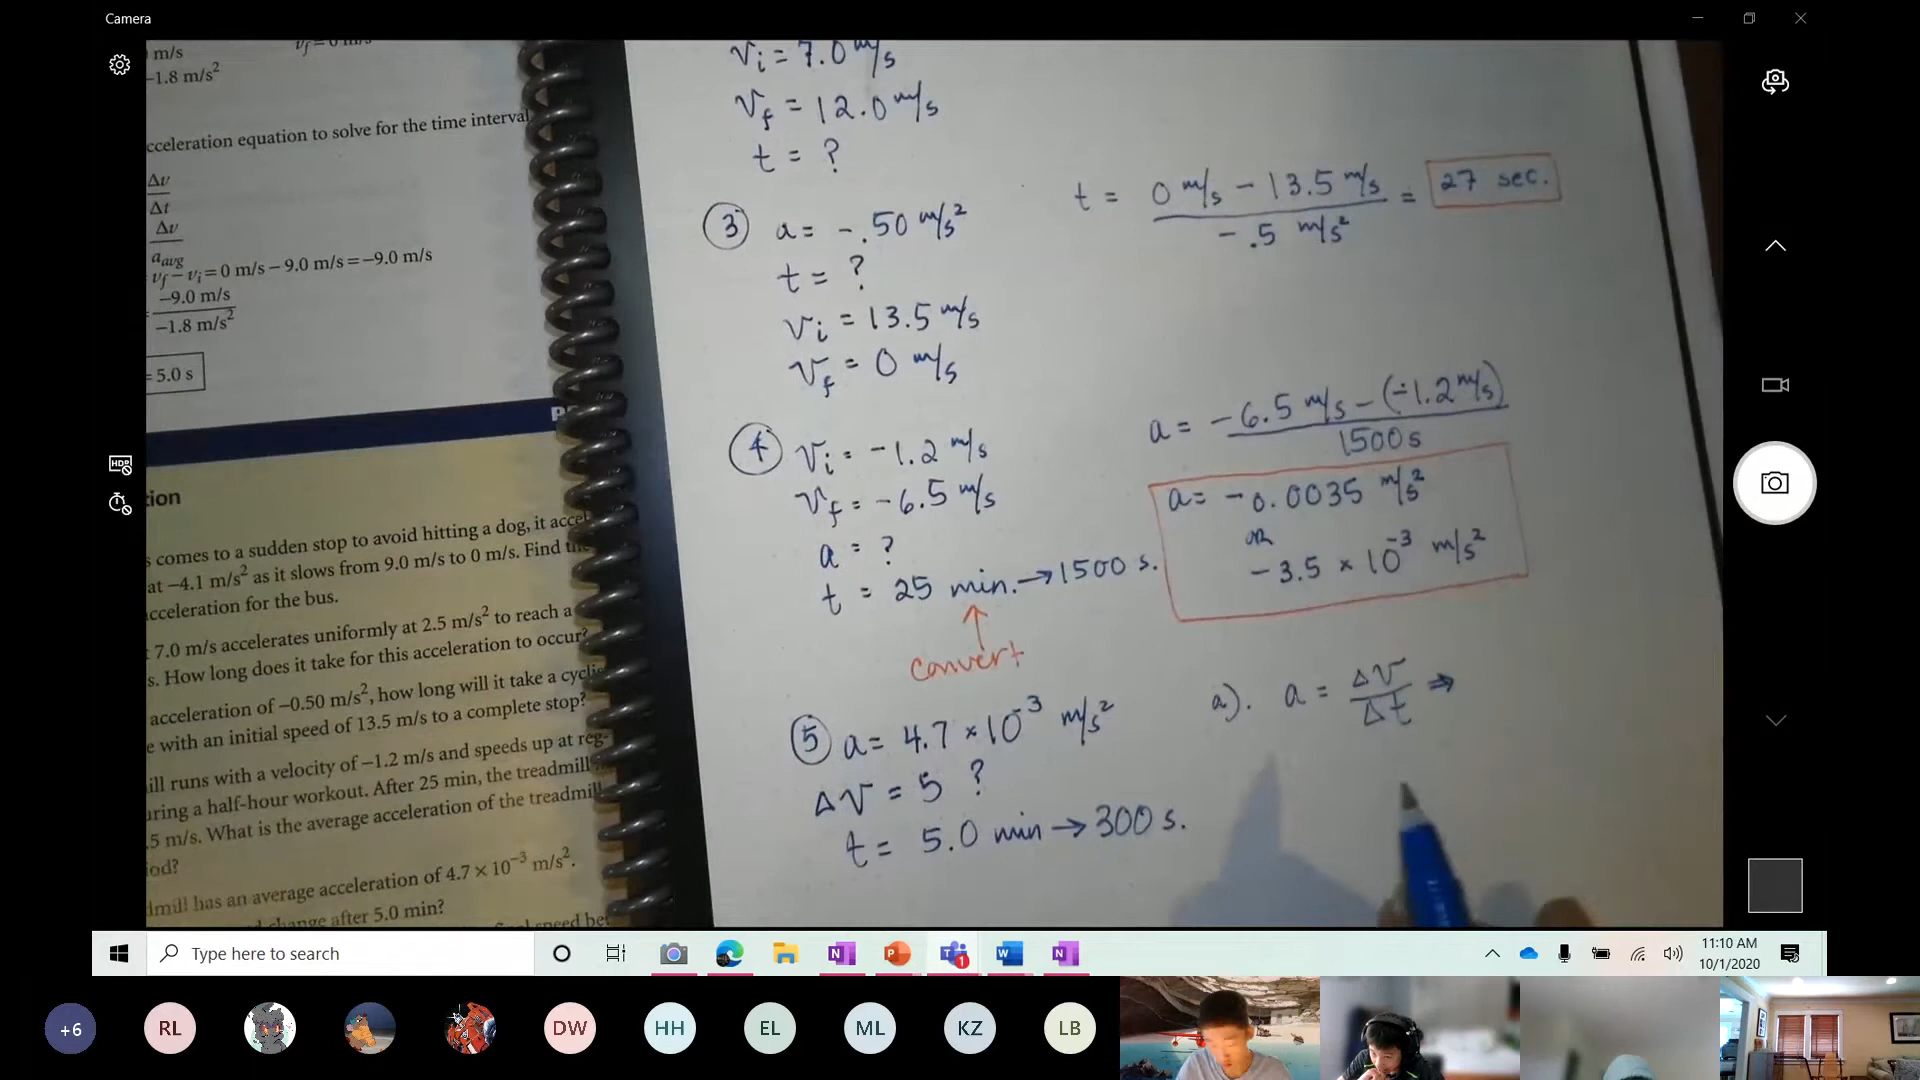 Camera
m/s
-1.8 m/s²
cceleration equation to solve for the time interval
Δv
Δt
Δv
a_avg
v_f − v_i = 0 m/s − 9.0 m/s = −9.0 m/s
−9.0 m/s
−1.8 m/s²
= 5.0 s
tion
s comes to a sudden stop to avoid hitting a dog, it accel
at −4.1 m/s² as it slows from 9.0 m/s to 0 m/s. Find the
cceleration for the bus.
7.0 m/s accelerates uniformly at 2.5 m/s² to reach a
s. How long does it take for this acceleration to occur?
acceleration of −0.50 m/s², how long will it take a cyclis
e with an initial speed of 13.5 m/s to a complete stop?
ill runs with a velocity of −1.2 m/s and speeds up at reg-
uring a half-hour workout. After 25 min, the treadmill
.5 m/s. What is the average acceleration of the treadmill
iod?
dmill has an average acceleration of 4.7 × 10⁻³ m/s².
change after 5.0 min?
Vi = 7.0 m/s
Vf = 12.0 m/s
t = ?
3 a = -.50 m/s²
t = ?
Vi = 13.5 m/s
Vf = 0 m/s
t = 0 m/s - 13.5 m/s = 27 sec.
-.5 m/s²
4 Vi = -1.2 m/s
Vf = -6.5 m/s
a = ?
t = 25 min. → 1500 s.
convert
a = -6.5 m/s - (-1.2 m/s)
1500 s
a = -0.0035 m/s²
or
-3.5 × 10⁻³ m/s²
5 a = 4.7 × 10⁻³ m/s²
ΔV = 5 ?
t = 5.0 min → 300 s.
a). a = ΔV ⇒
Δt
Type here to search
11:10 AM
10/1/2020
+6
RL
DW
HH
EL
ML
KZ
LB